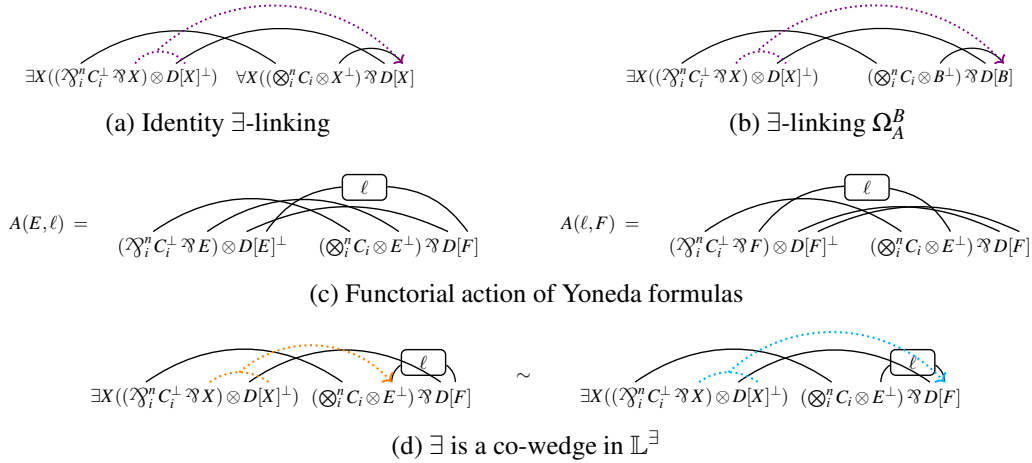 ∃X((⅋ᵢⁿ Cᵢ^⊥ ⅋ X) ⊗ D[X]^⊥) ∀X((⊗ᵢⁿ Cᵢ ⊗ X^⊥) ⅋ D[X]
∃X((⅋ᵢⁿ Cᵢ^⊥ ⅋ X) ⊗ D[X]^⊥) (⊗ᵢⁿ Cᵢ ⊗ B^⊥) ⅋ D[B]
(a) Identity ∃-linking
(b) ∃-linking Ω_A^B
ℓ
A(E,ℓ) =
(⅋ᵢⁿ Cᵢ^⊥ ⅋ E) ⊗ D[E]^⊥ (⊗ᵢⁿ Cᵢ ⊗ E^⊥) ⅋ D[F]
ℓ
A(ℓ,F) =
(⅋ᵢⁿ Cᵢ^⊥ ⅋ F) ⊗ D[F]^⊥ (⊗ᵢⁿ Cᵢ ⊗ E^⊥) ⅋ D[F]
(c) Functorial action of Yoneda formulas
ℓ
∃X((⅋ᵢⁿ Cᵢ^⊥ ⅋ X) ⊗ D[X]^⊥) (⊗ᵢⁿ Cᵢ ⊗ E^⊥) ⅋ D[F]
∼
ℓ
∃X((⅋ᵢⁿ Cᵢ^⊥ ⅋ X) ⊗ D[X]^⊥) (⊗ᵢⁿ Cᵢ ⊗ E^⊥) ⅋ D[F]
(d) ∃ is a co-wedge in 𝕃^∃